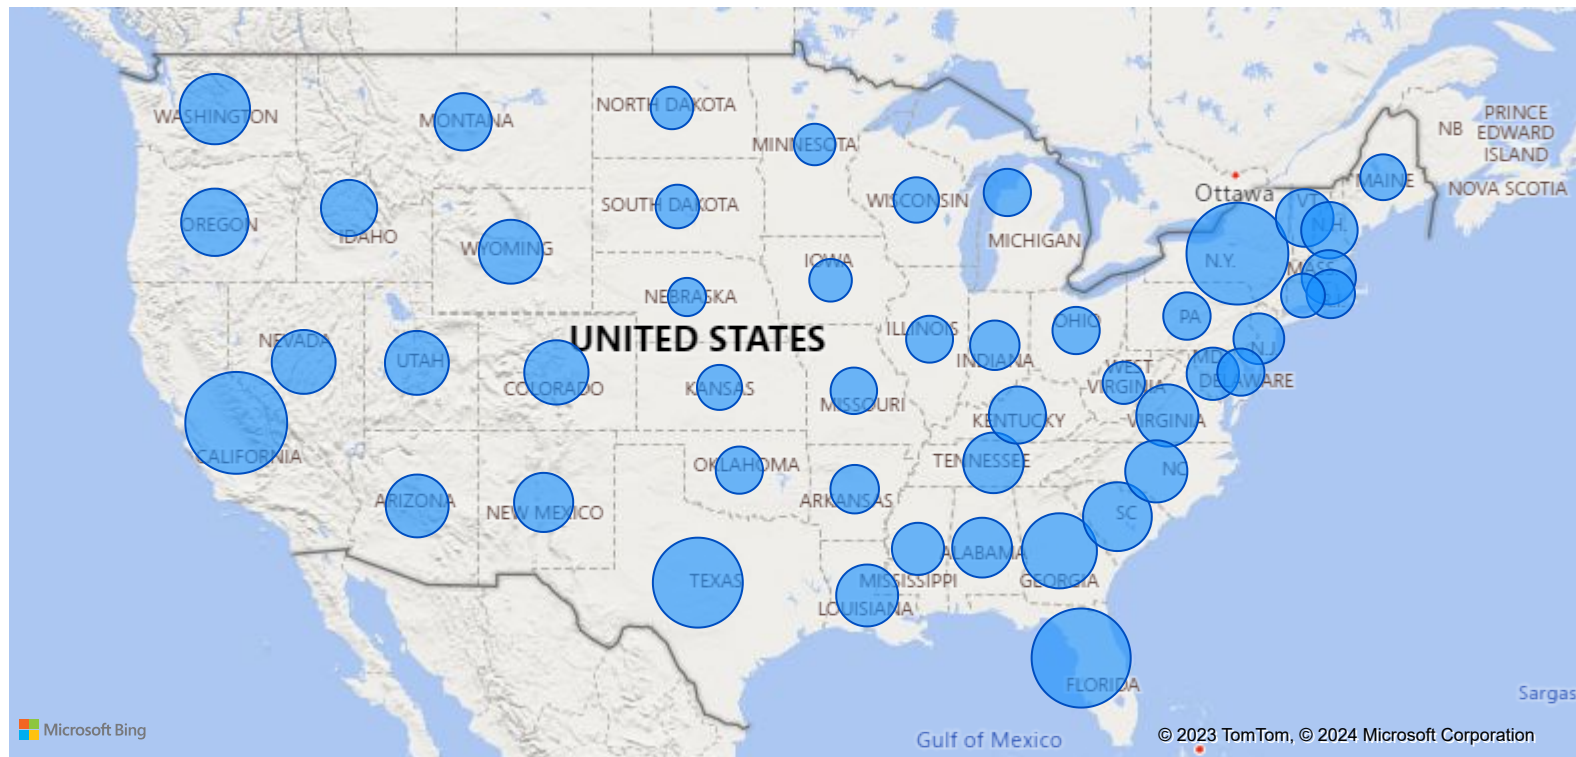 WASHINGTON
MONTANA
NORTH DAKOTA
MINNESOTA
NB
PRINCE
EDWARD
ISLAND
NOVA SCOTIA
MAINE
Ottawa
VT.
N.H.
OREGON
IDAHO
WYOMING
SOUTH DAKOTA
WISCONSIN
MICHIGAN
N.Y.
MASS.
NEBRASKA
IOWA
UNITED STATES
NEVADA
UTAH
COLORADO
KANSAS
MISSOURI
ILLINOIS
INDIANA
OHIO
PA
N.J.
MD.
DELAWARE
WEST
VIRGINIA
VIRGINIA
KENTUCKY
CALIFORNIA
ARIZONA
NEW MEXICO
OKLAHOMA
ARKANSAS
TENNESSEE
NC
SC
TEXAS
LOUISIANA
MISSISSIPPI
ALABAMA
GEORGIA
FLORIDA
Sargas
Gulf of Mexico
Microsoft Bing
© 2023 TomTom, © 2024 Microsoft Corporation